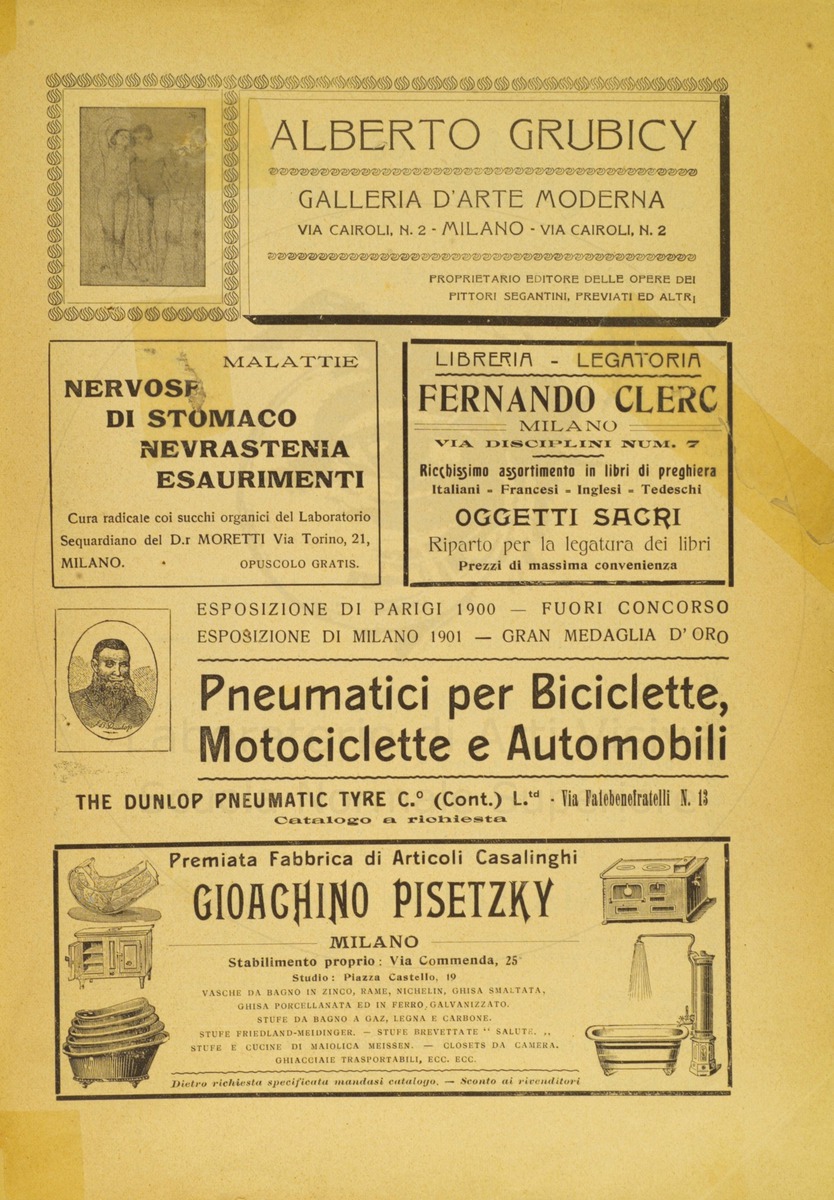 ALBERTO GRUBICY
GALLERIA D'ARTE MODERNA
VIA CAIROLI, N. 2 - MILANO - VIA CAIROLI, N. 2
PROPRIETARIO EDITORE DELLE OPERE DEI
PITTORI SEGANTINI, PREVIATI ED ALTRI
MALATTIE
NERVOSE
DI STOMACO
NEVRASTENIA
ESAURIMENTI
Cura radicale coi succhi organici del Laboratorio
Sequardiano del D.r MORETTI Via Torino, 21,
MILANO. OPUSCOLO GRATIS.
LIBRERIA - LEGATORIA
FERNANDO CLERC
MILANO
VIA DISCIPLINI NUM. 7
Ricchissimo assortimento in libri di preghiera
Italiani - Francesi - Inglesi - Tedeschi
OGGETTI SACRI
Riparto per la legatura dei libri
Prezzi di massima convenienza
ESPOSIZIONE DI PARIGI 1900 — FUORI CONCORSO
ESPOSIZIONE DI MILANO 1901 — GRAN MEDAGLIA D'ORO
Pneumatici per Biciclette,
Motociclette e Automobili
THE DUNLOP PNEUMATIC TYRE C.º (Cont.) L.td - Via Fatebenefratelli N. 13
Catalogo a richiesta
Premiata Fabbrica di Articoli Casalinghi
GIOACHINO PISETZKY
MILANO
Stabilimento proprio: Via Commenda, 25
Studio: Piazza Castello, 19
VASCHE DA BAGNO IN ZINCO, RAME, NICHELIN, GHISA SMALTATA,
GHISA PORCELLANATA ED IN FERRO GALVANIZZATO.
STUFE DA BAGNO A GAZ, LEGNA E CARBONE.
STUFE FRIEDLAND-MEIDINGER. — STUFE BREVETTATE “ SALUTE. „
STUFE E CUCINE DI MAIOLICA MEISSEN. — CLOSETS DA CAMERA.
GHIACCIAIE TRASPORTABILI, ECC. ECC.
Dietro richiesta specificata mandasi catalogo. — Sconto ai rivenditori